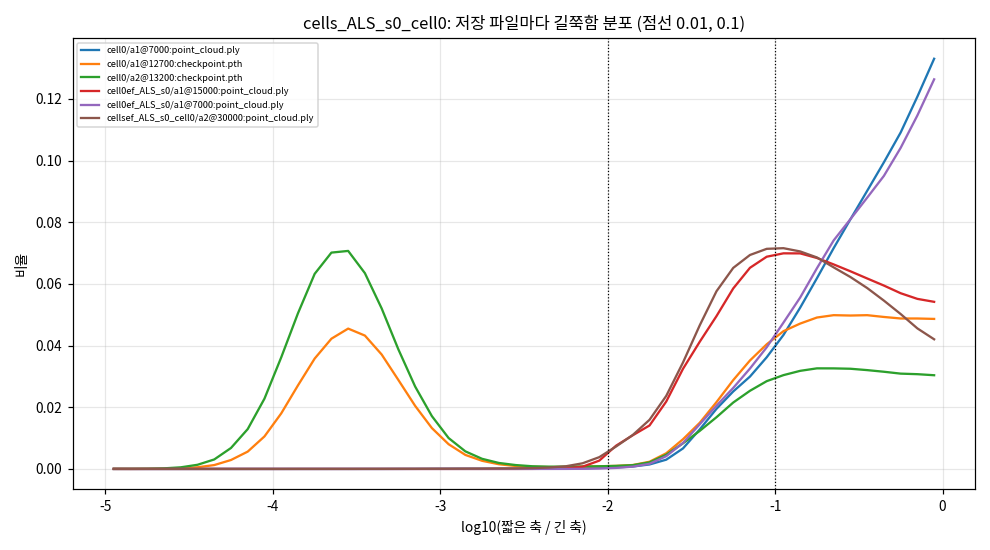 cells_ALS_s0_cell0: 저장 파일마다 길쭉함 분포 (점선 0.01, 0.1)
cell0/a1@7000:point_cloud.ply
cell0/a1@12700:checkpoint.pth
cell0/a2@13200:checkpoint.pth
cell0ef_ALS_s0/a1@15000:point_cloud.ply
cell0ef_ALS_s0/a1@7000:point_cloud.ply
cellsef_ALS_s0_cell0/a2@30000:point_cloud.ply
비율
0.12
0.10
0.08
0.06
0.04
0.02
0.00
-5 -4 -3 -2 -1 0
log10(짧은 축 / 긴 축)